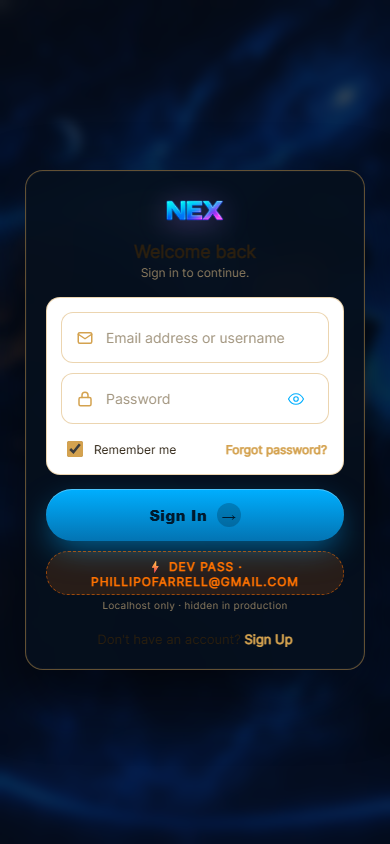 NEX
Welcome back
Sign in to continue.
Email address or username
Password
Remember me
Forgot password?
Sign In →
DEV PASS ·
PHILLIPOFARRELL@GMAIL.COM
Localhost only · hidden in production
Don't have an account? Sign Up